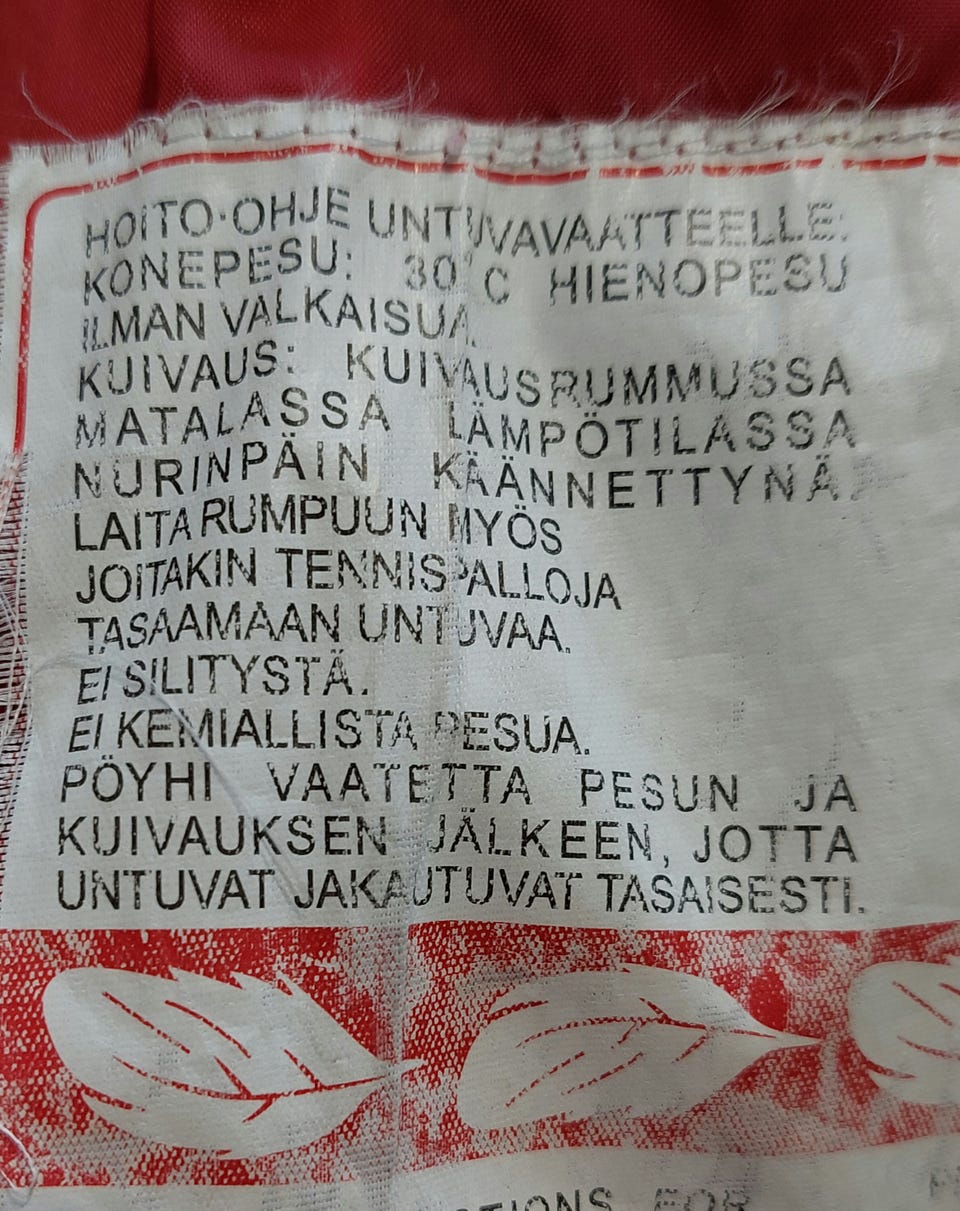 HOITO-OHJE UNTUVAVAATTEELLE:
KONEPESU: 30°C HIENOPESU
ILMAN VALKAISUA
KUIVAUS: KUIVAUSRUMMUSSA
MATALASSA LÄMPÖTILASSA
NURINPÄIN KÄÄNNETTYNÄ.
LAITA RUMPUUN MYÖS
JOITAKIN TENNISPALLOJA
TASAAMAAN UNTUVAA.
EI SILITYSTÄ.
EI KEMIALLISTA PESUA.
PÖYHI VAATETTA PESUN JA
KUIVAUKSEN JÄLKEEN, JOTTA
UNTUVAT JAKAUTUVAT TASAISESTI.
FOR